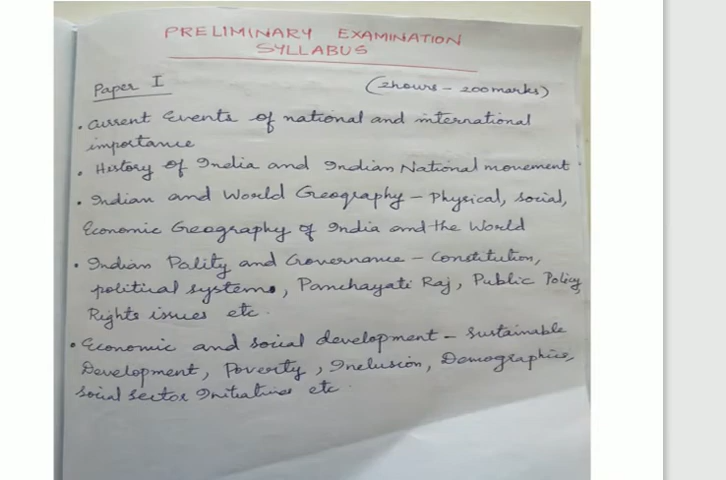 PRELIMINARY EXAMINATION
SYLLABUS
Paper I
(2hours - 200marks)
• Current Events of national and international
importance
• History of India and Indian National movement.
• Indian and World Geography - Physical, social,
Economic Geography of India and the World
• Indian Pality and Governance - Constitution,
political system, Panchayati Raj, Public Policy,
Rights issues etc.
• Economic and social development - Sustainable
Development, Poverty, Inclusion, Demographics,
social sector Initiatives etc.